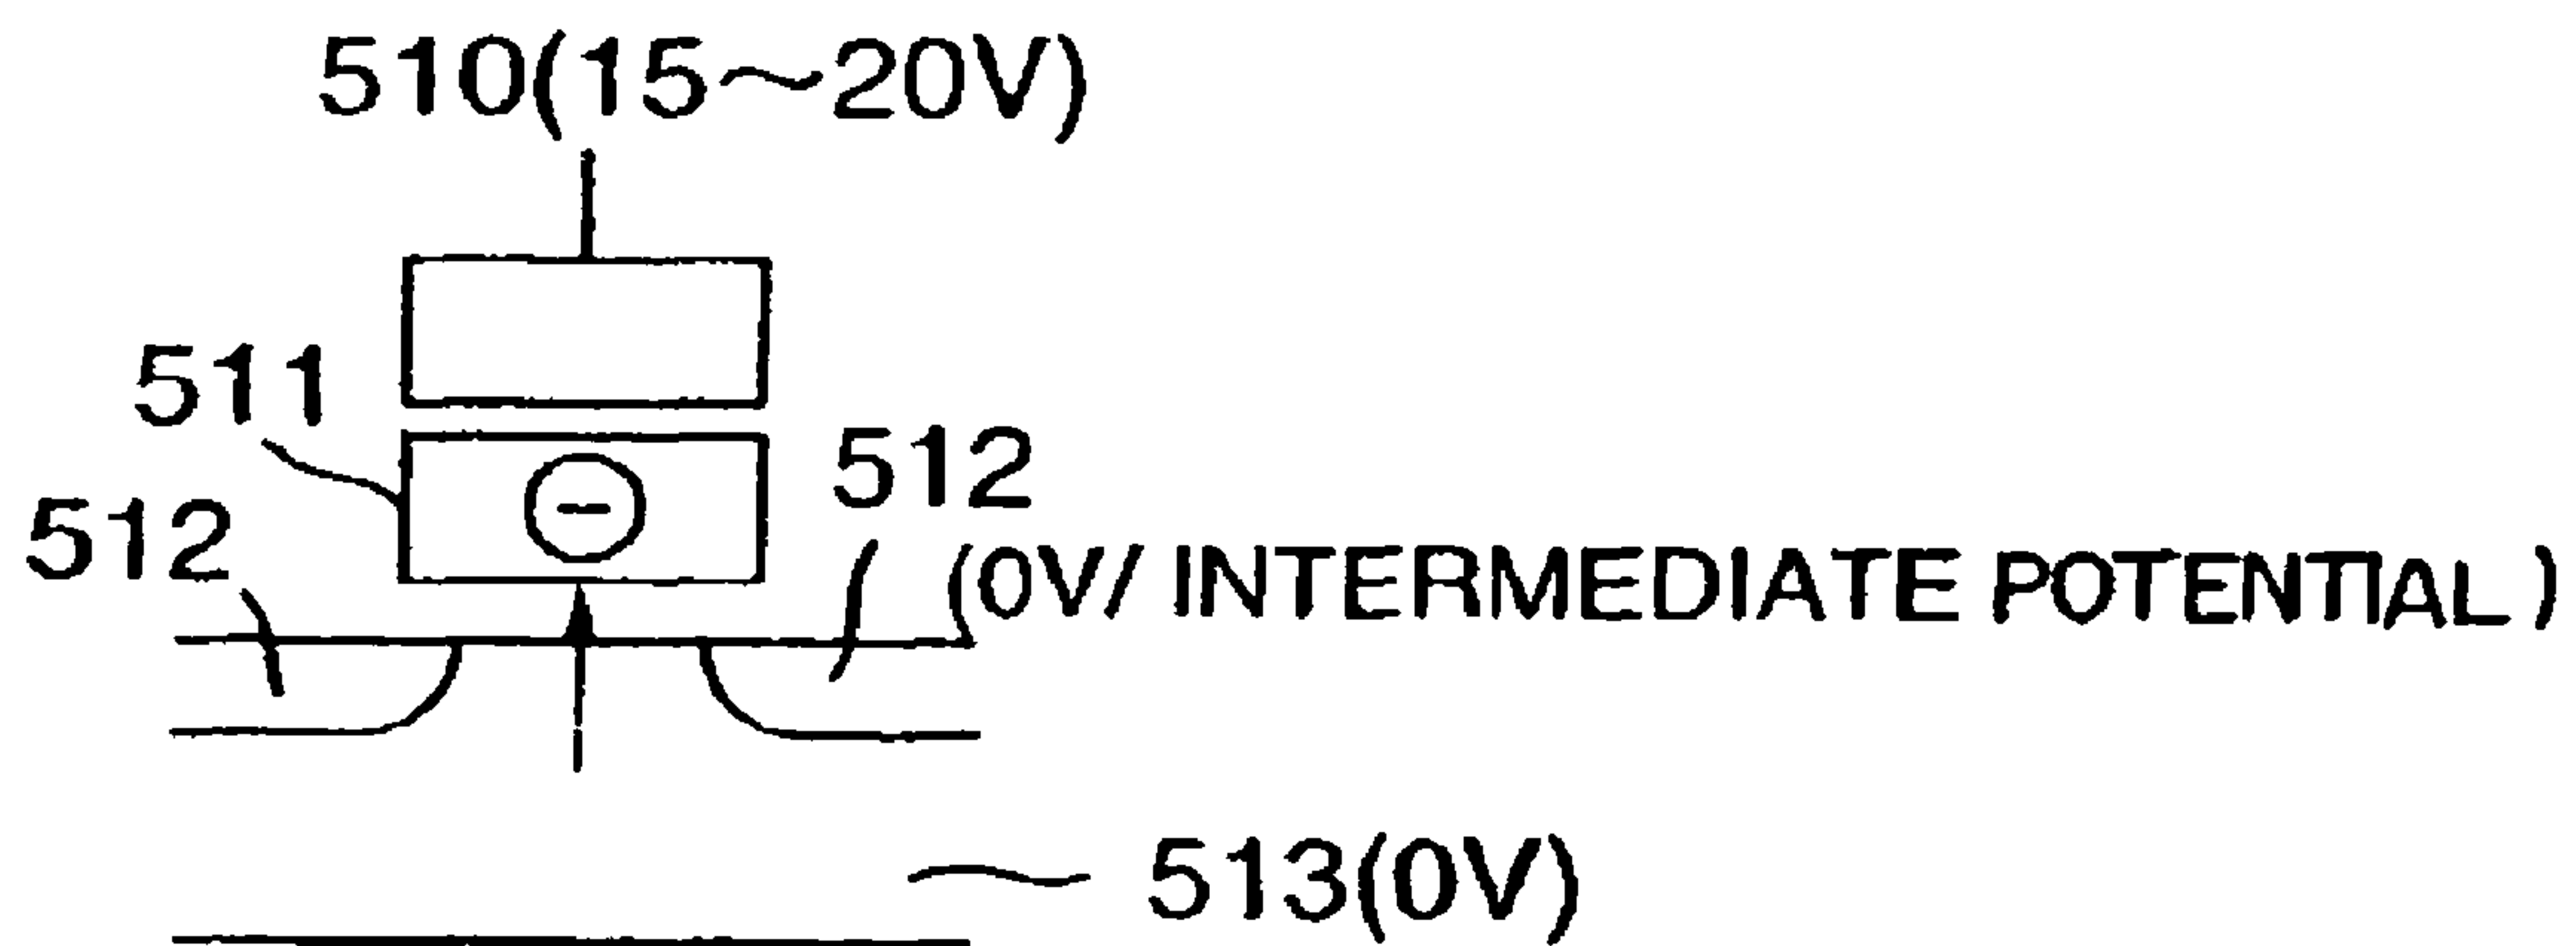 510(15~20V)
511
512
512
(0V/ INTERMEDIATE POTENTIAL)
513(0V)